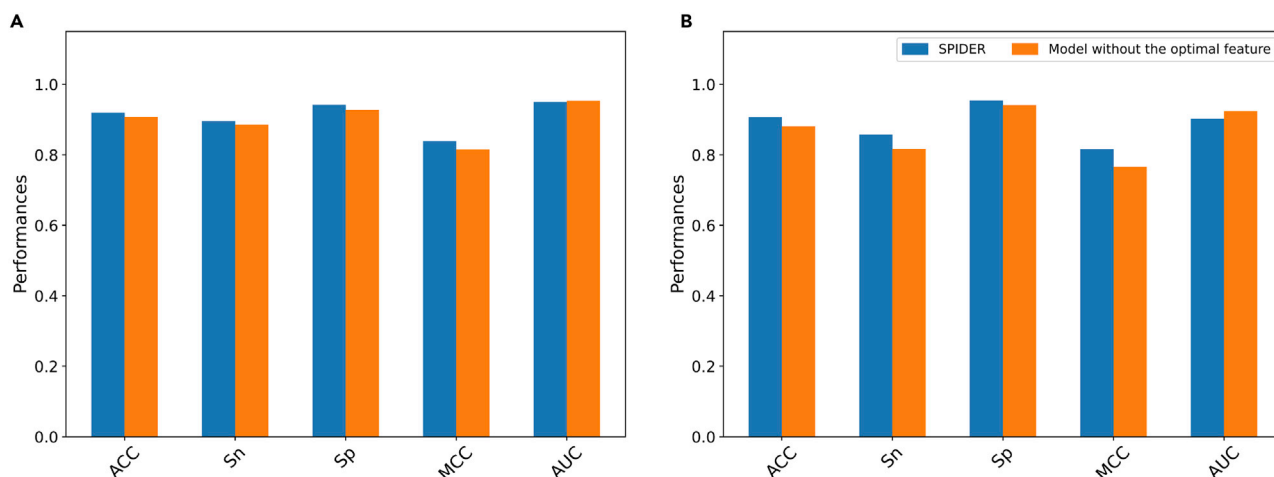 A
Performances
1.0
0.8
0.6
0.4
0.2
0.0
ACC
Sn
Sp
MCC
AUC
B
SPIDER
Model without the optimal feature
Performances
1.0
0.8
0.6
0.4
0.2
0.0
ACC
Sn
Sp
MCC
AUC